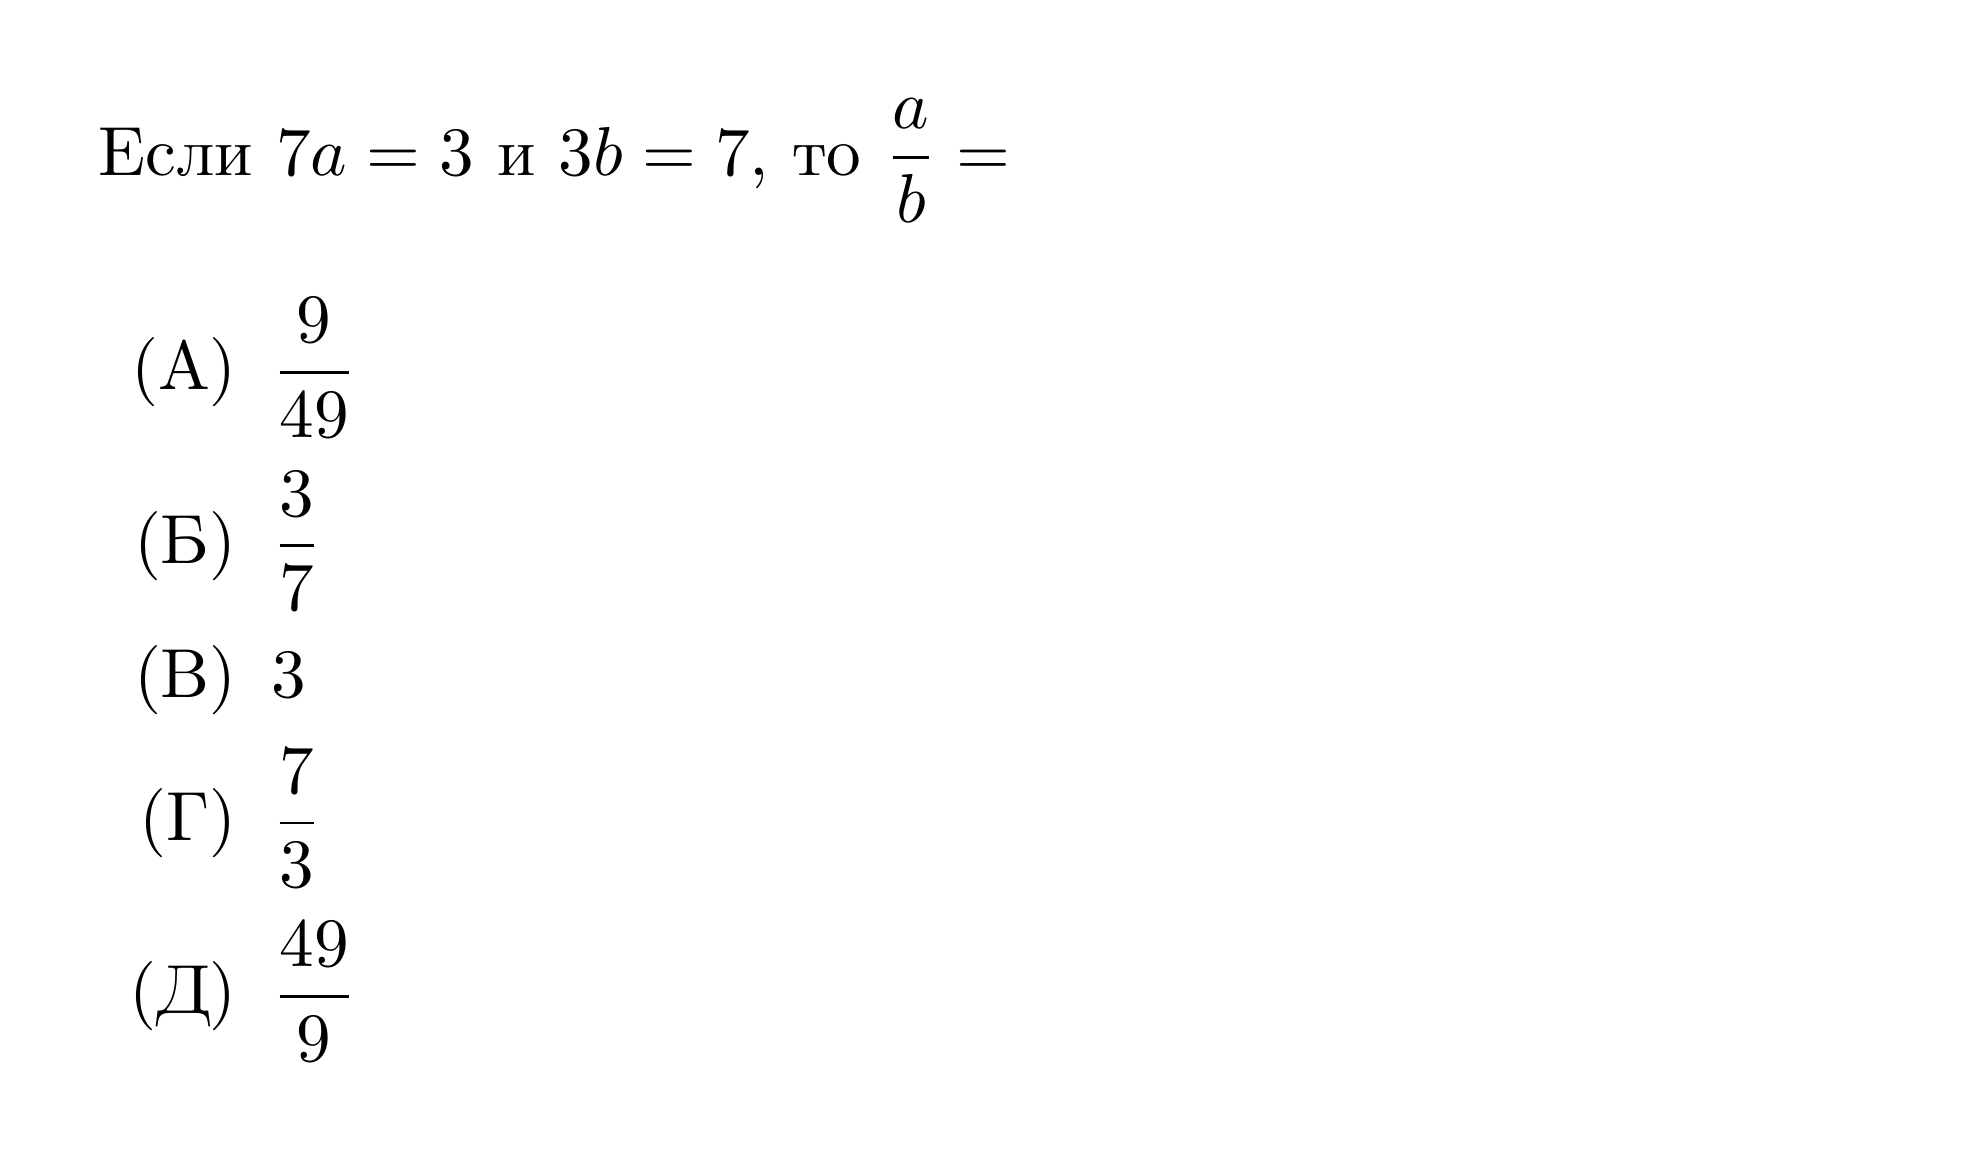 Если 7a = 3 и 3b = 7, то a/b =
(А) 9/49
(Б) 3/7
(В) 3
(Г) 7/3
(Д) 49/9